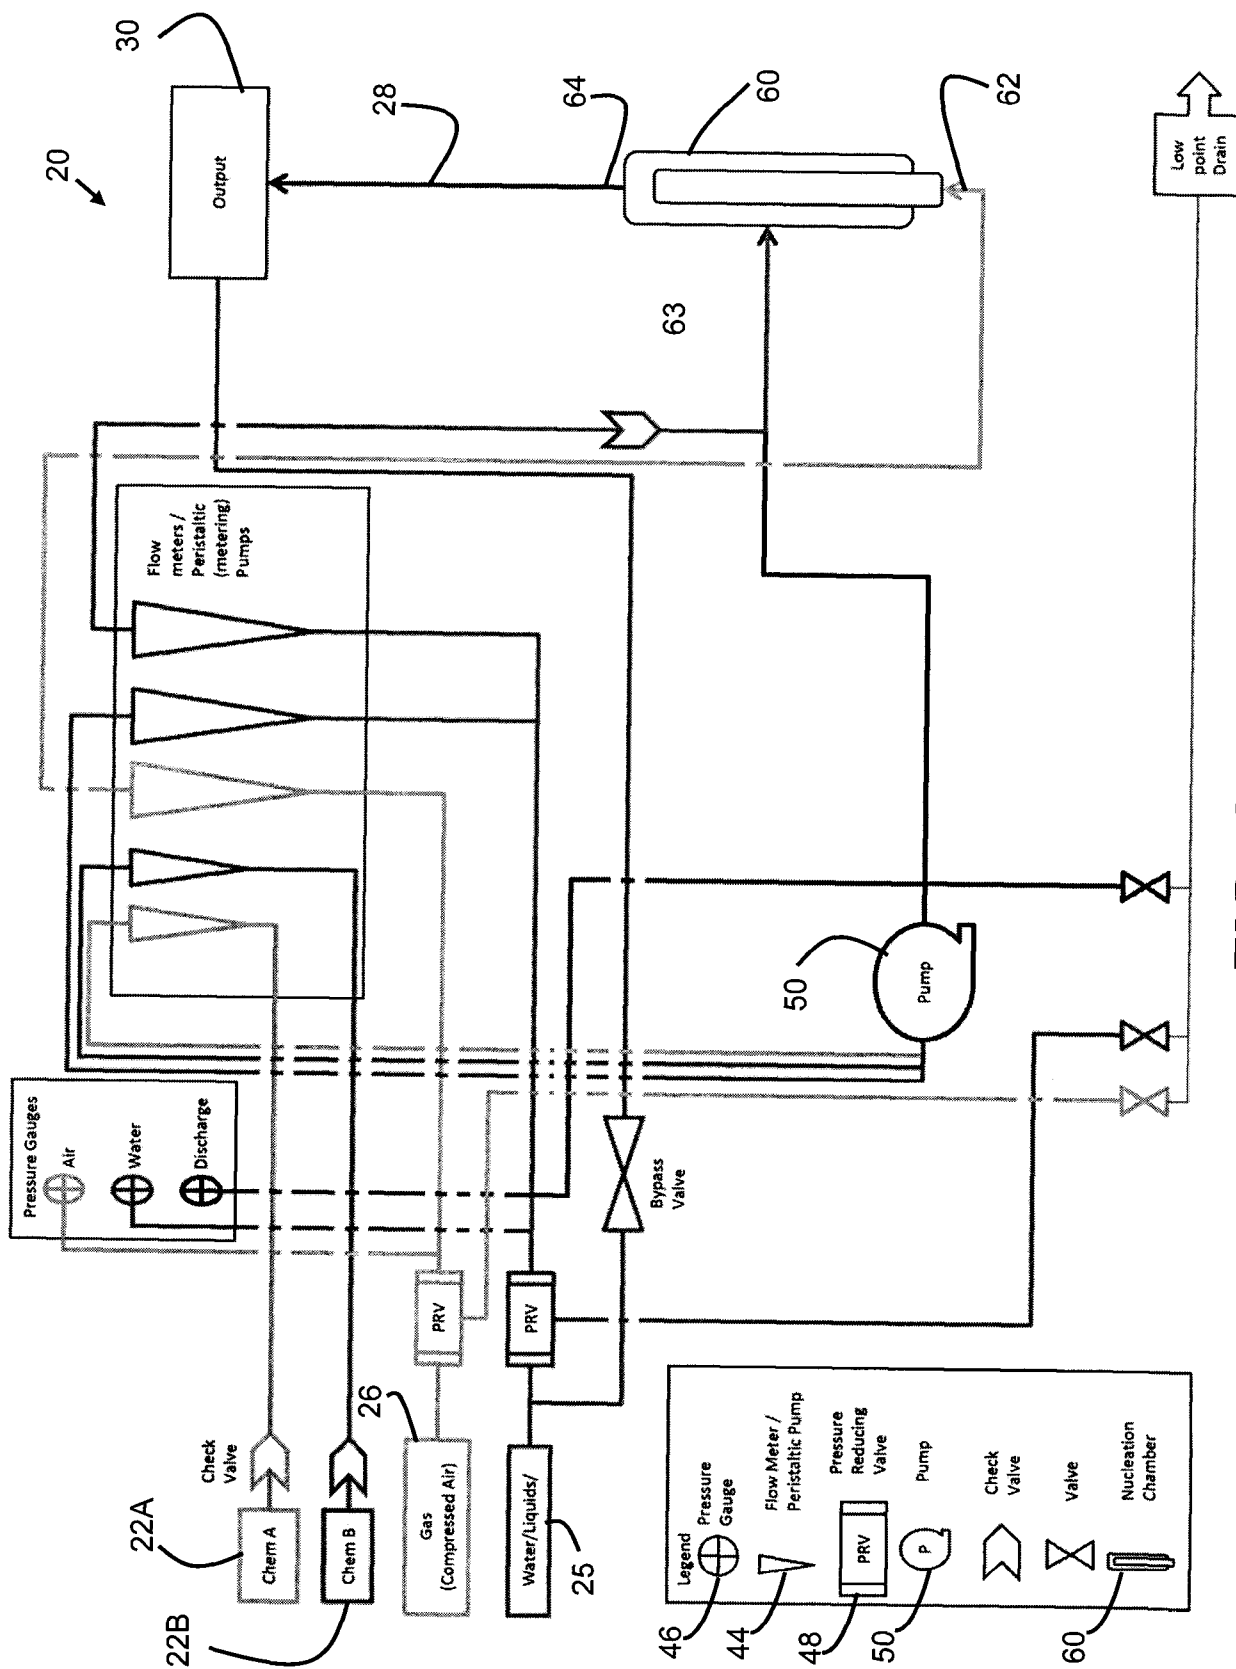 20
30
Output
28
64
60
62
63
Low
point
Drain
Flow
meters /
Peristaltic
(metering)
Pumps
50
Pump
Pressure Gauges
Air
Water
Discharge
Bypass
Valve
PRV
PRV
Check
Valve
22A
Chem A
22B
Chem B
26
Gas
(Compressed Air)
Water/Liquids/
25
Legend
46
Pressure
Gauge
44
Flow Meter /
Peristaltic Pump
48
PRV
Pressure
Reducing
Valve
50
P
Pump
Check
Valve
Valve
60
Nucleation
Chamber